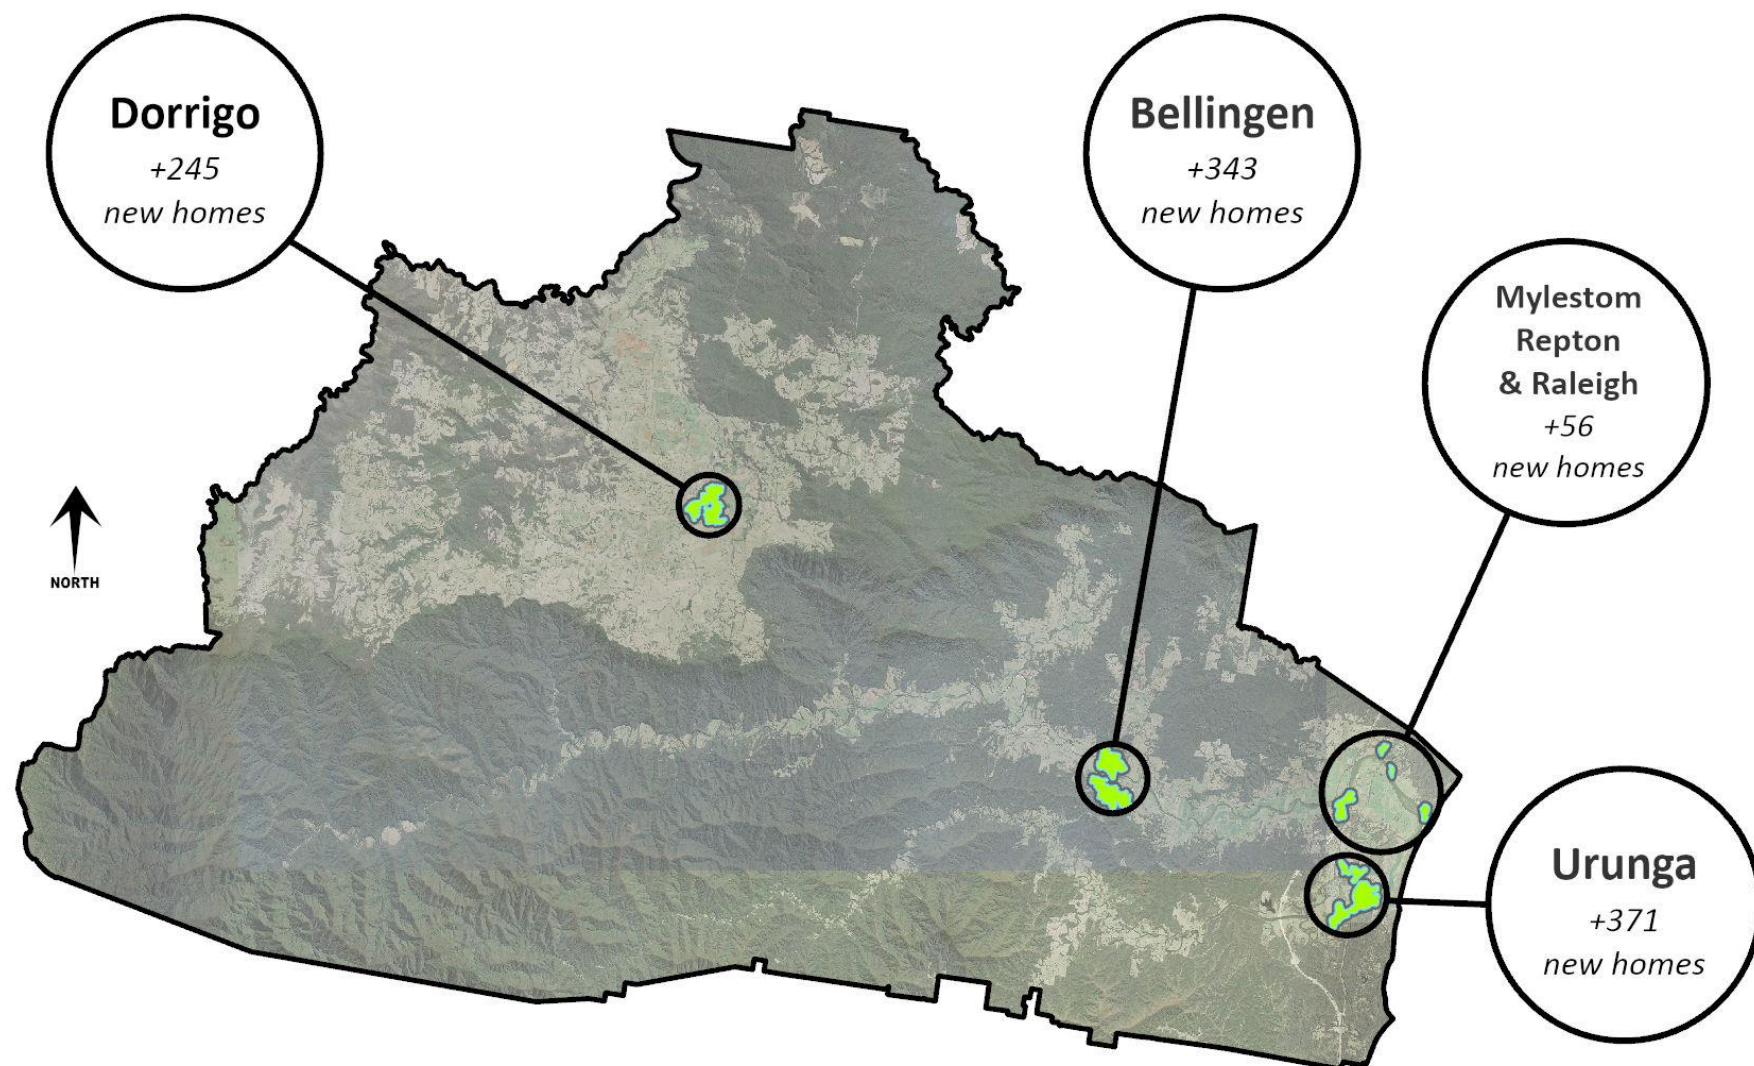 Dorrigo
+245
new homes
Bellingen
+343
new homes
Mylestom
Repton
& Raleigh
+56
new homes
NORTH
Urunga
+371
new homes